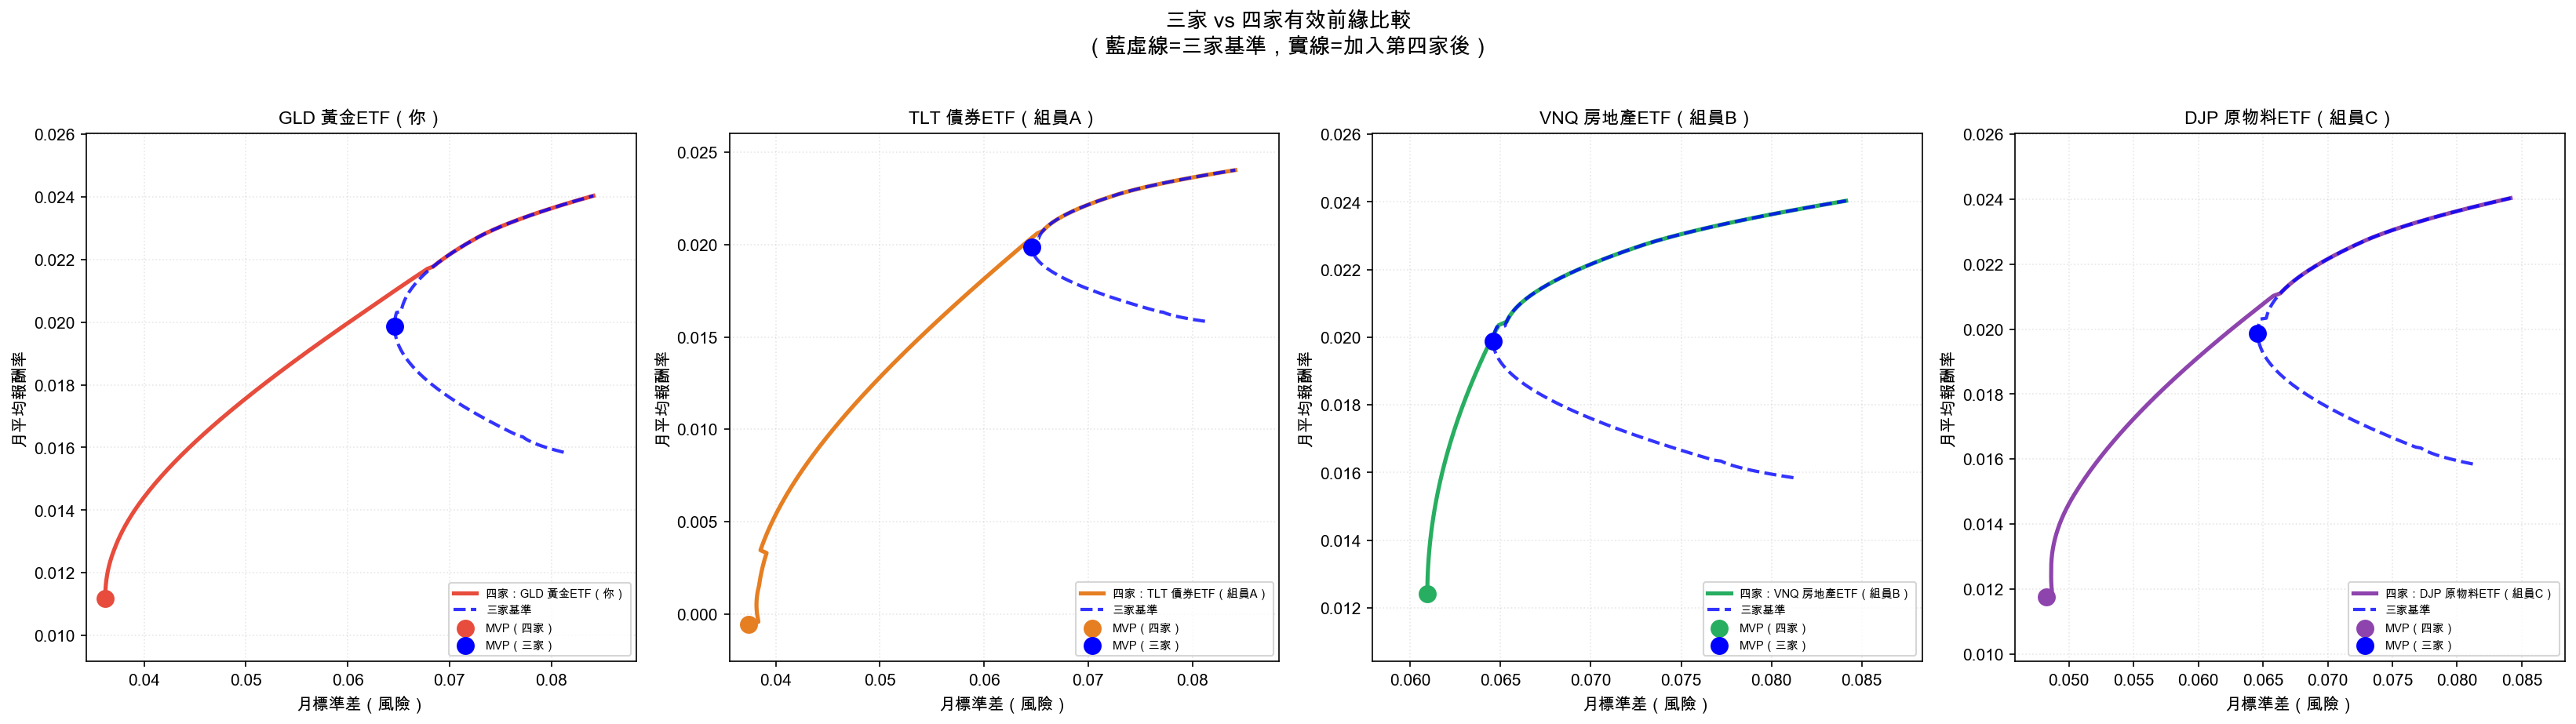 三家 vs 四家有效前緣比較
（藍虛線=三家基準，實線=加入第四家後）
GLD 黃金ETF（你）
0.026
0.024
0.022
0.020
0.018
0.016
0.014
0.012
0.010
月平均報酬率
0.04
0.05
0.06
0.07
0.08
月標準差（風險）
四家：GLD 黃金ETF（你）
三家基準
MVP（四家）
MVP（三家）
TLT 債券ETF（組員A）
0.025
0.020
0.015
0.010
0.005
0.000
月平均報酬率
0.04
0.05
0.06
0.07
0.08
月標準差（風險）
四家：TLT 債券ETF（組員A）
三家基準
MVP（四家）
MVP（三家）
VNQ 房地產ETF（組員B）
0.026
0.024
0.022
0.020
0.018
0.016
0.014
0.012
月平均報酬率
0.060
0.065
0.070
0.075
0.080
0.085
月標準差（風險）
四家：VNQ 房地產ETF（組員B）
三家基準
MVP（四家）
MVP（三家）
DJP 原物料ETF（組員C）
0.026
0.024
0.022
0.020
0.018
0.016
0.014
0.012
0.010
月平均報酬率
0.050
0.055
0.060
0.065
0.070
0.075
0.080
0.085
月標準差（風險）
四家：DJP 原物料ETF（組員C）
三家基準
MVP（四家）
MVP（三家）